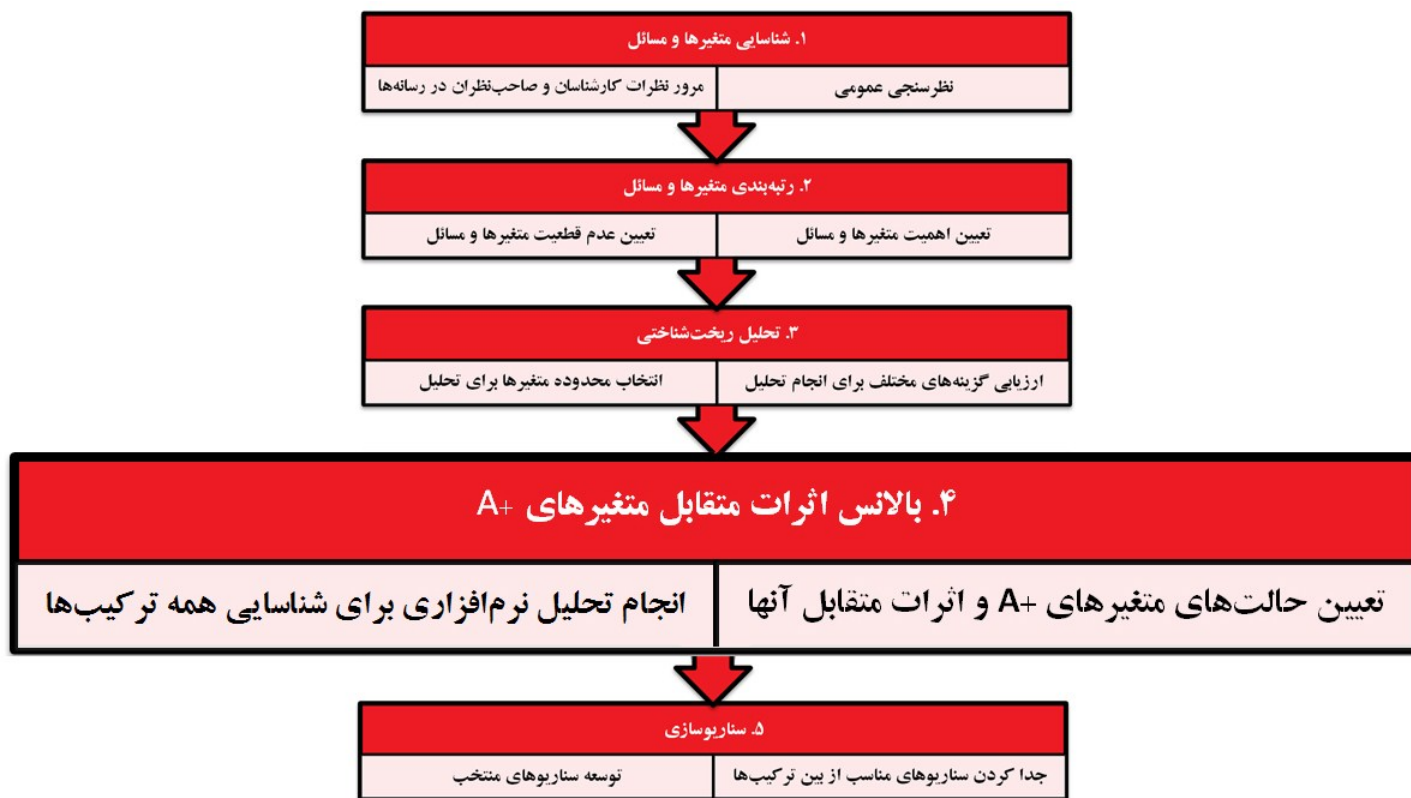 ۱. شناسایی متغیرها و مسائل
نظرسنجی عمومی
مرور نظرات کارشناسان و صاحب‌نظران در رسانه‌ها
۲. رتبه‌بندی متغیرها و مسائل
تعیین اهمیت متغیرها و مسائل
تعیین عدم قطعیت متغیرها و مسائل
۳. تحلیل ریخت‌شناختی
ارزیابی گزینه‌های مختلف برای انجام تحلیل
انتخاب محدوده متغیرها برای تحلیل
۴. بالانس اثرات متقابل متغیرهای A+
تعیین حالت‌های متغیرهای A+ و اثرات متقابل آنها
انجام تحلیل نرم‌افزاری برای شناسایی همه ترکیب‌ها
۵. سناریوسازی
جدا کردن سناریوهای مناسب از بین ترکیب‌ها
توسعه سناریوهای منتخب